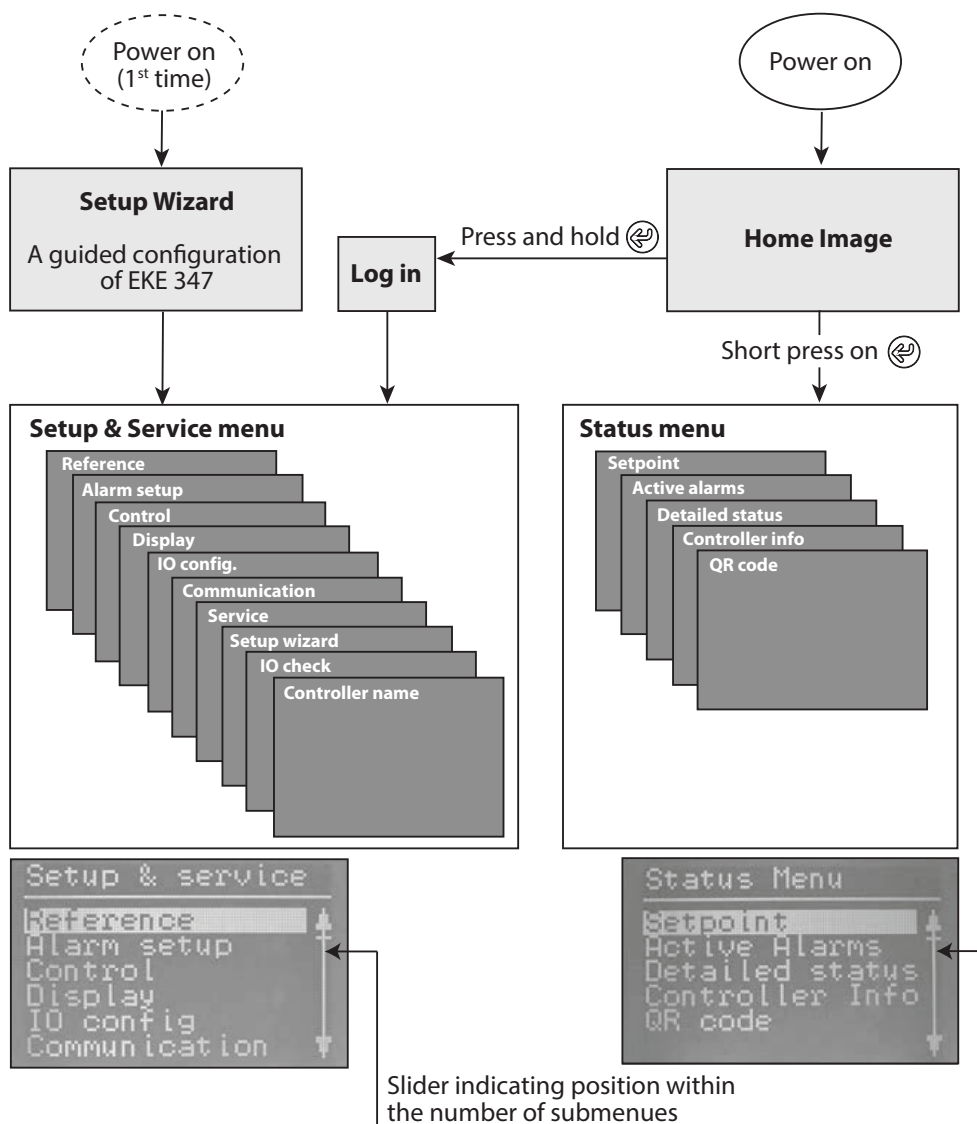 Power on
(1st time)
Power on
Setup Wizard
A guided configuration
of EKE 347
Log in
Press and hold
Home Image
Short press on
Setup & Service menu
Reference
Alarm setup
Control
Display
IO config.
Communication
Service
Setup wizard
IO check
Controller name
Status menu
Setpoint
Active alarms
Detailed status
Controller info
QR code
Setup & service
Reference
Alarm setup
Control
Display
IO config
Communication
Status Menu
Setpoint
Active Alarms
Detailed status
Controller Info
QR code
Slider indicating position within
the number of submenues